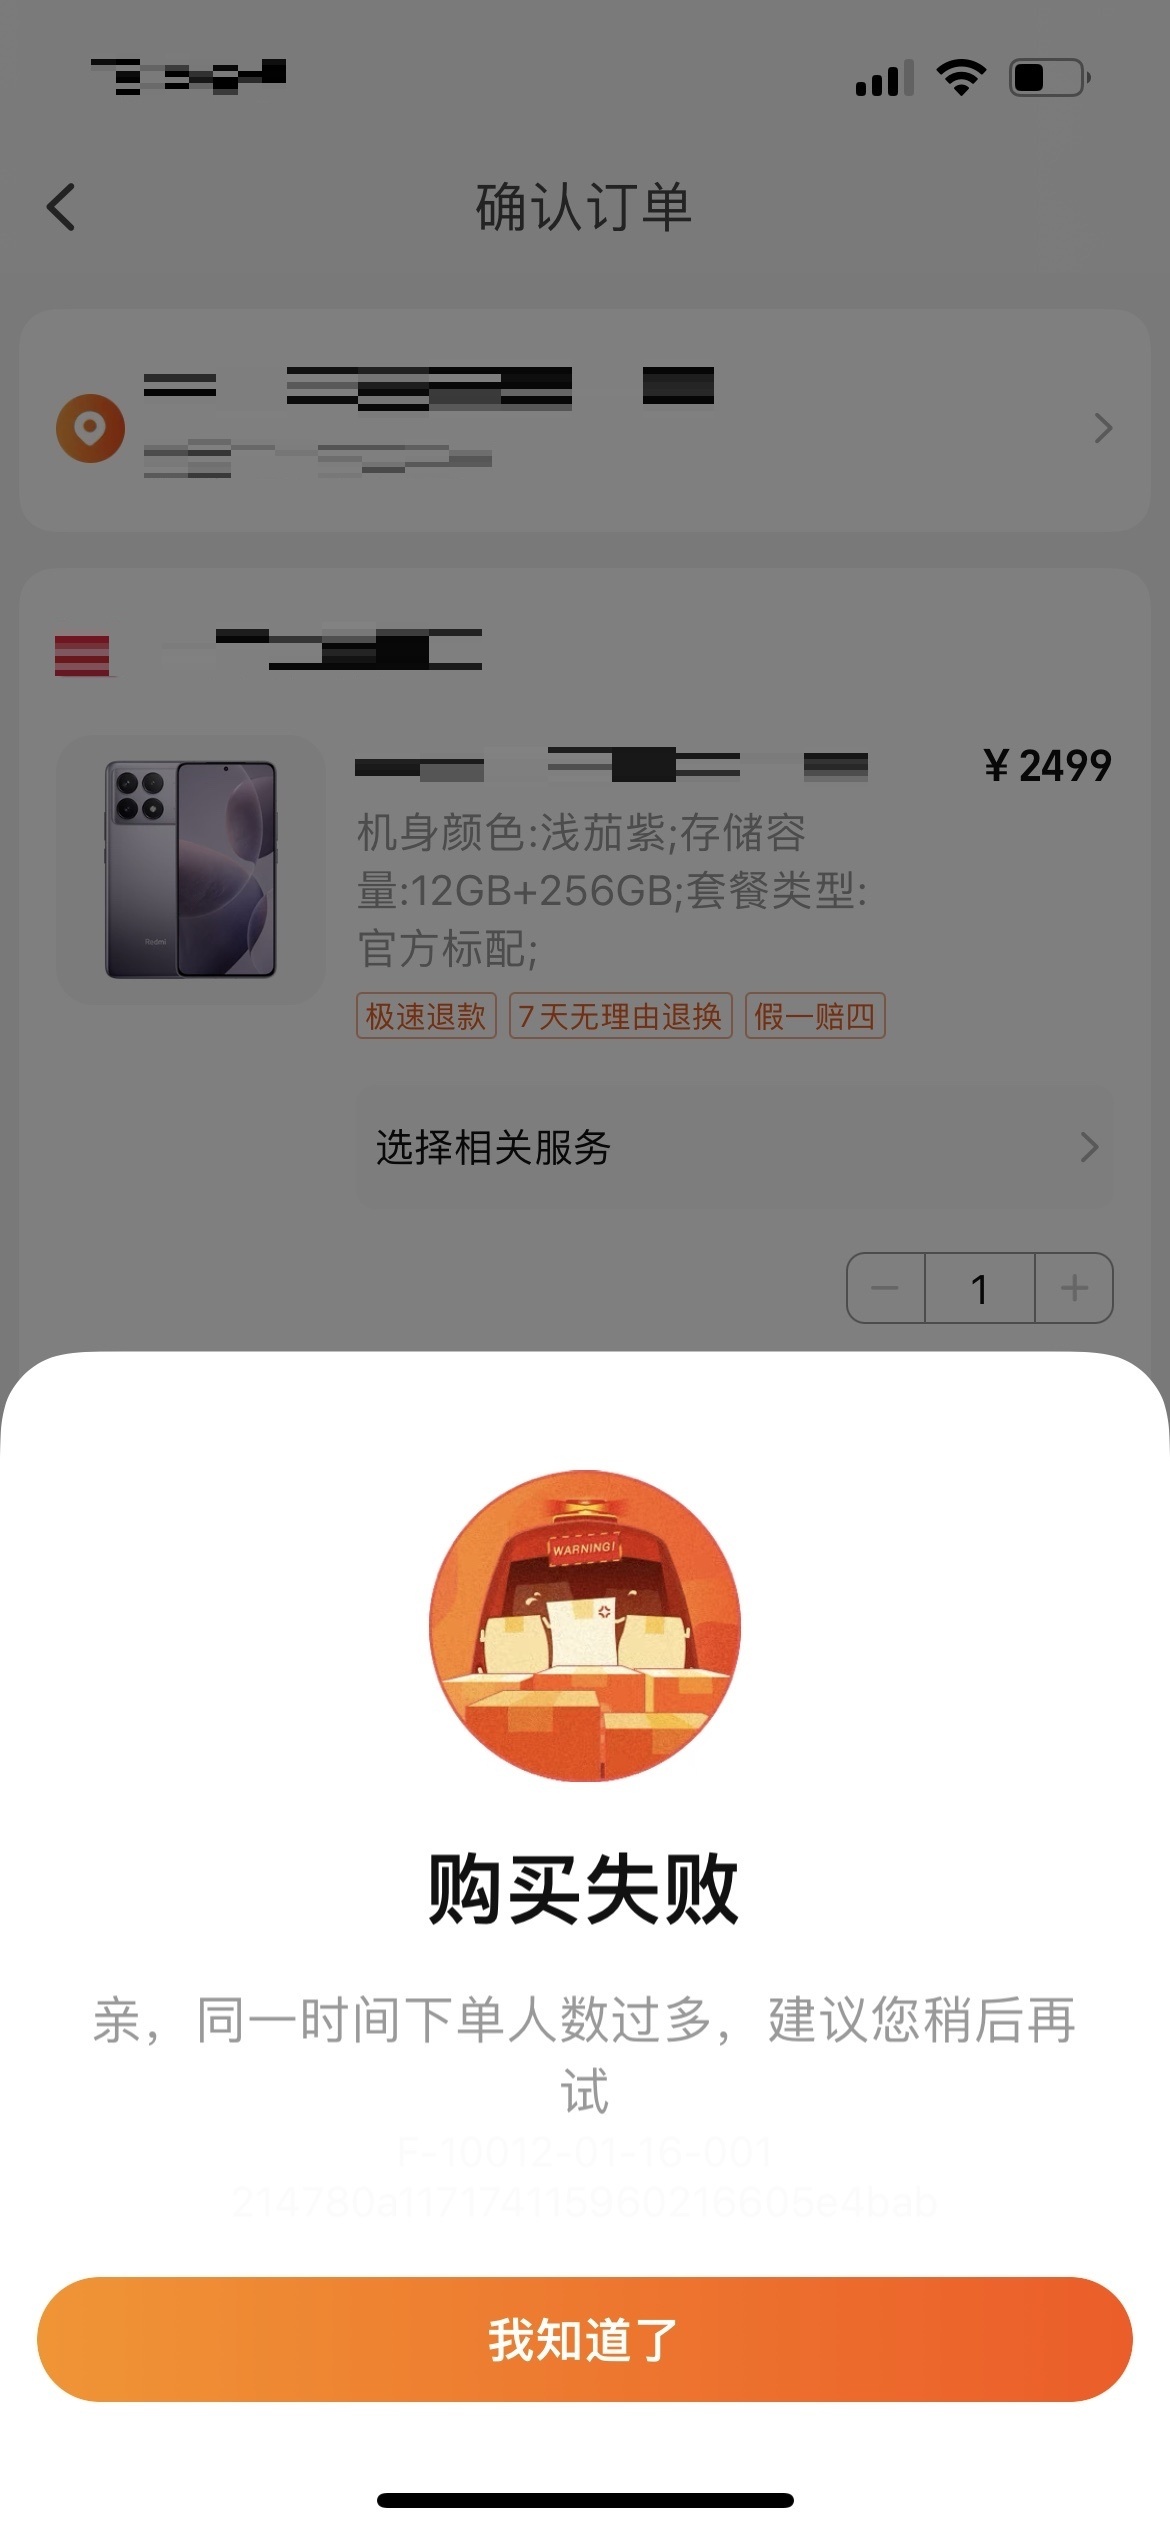 确认订单
¥ 2499
机身颜色:浅茄紫;存储容
量:12GB+256GB;套餐类型:
官方标配;
Redmi
极速退款 7天无理由退换 假一赔四
选择相关服务
1
WARNING!
购买失败
亲，同一时间下单人数过多，建议您稍后再
试
F-10012-01-16-001
214780a11717411596021660​5e4bab
我知道了